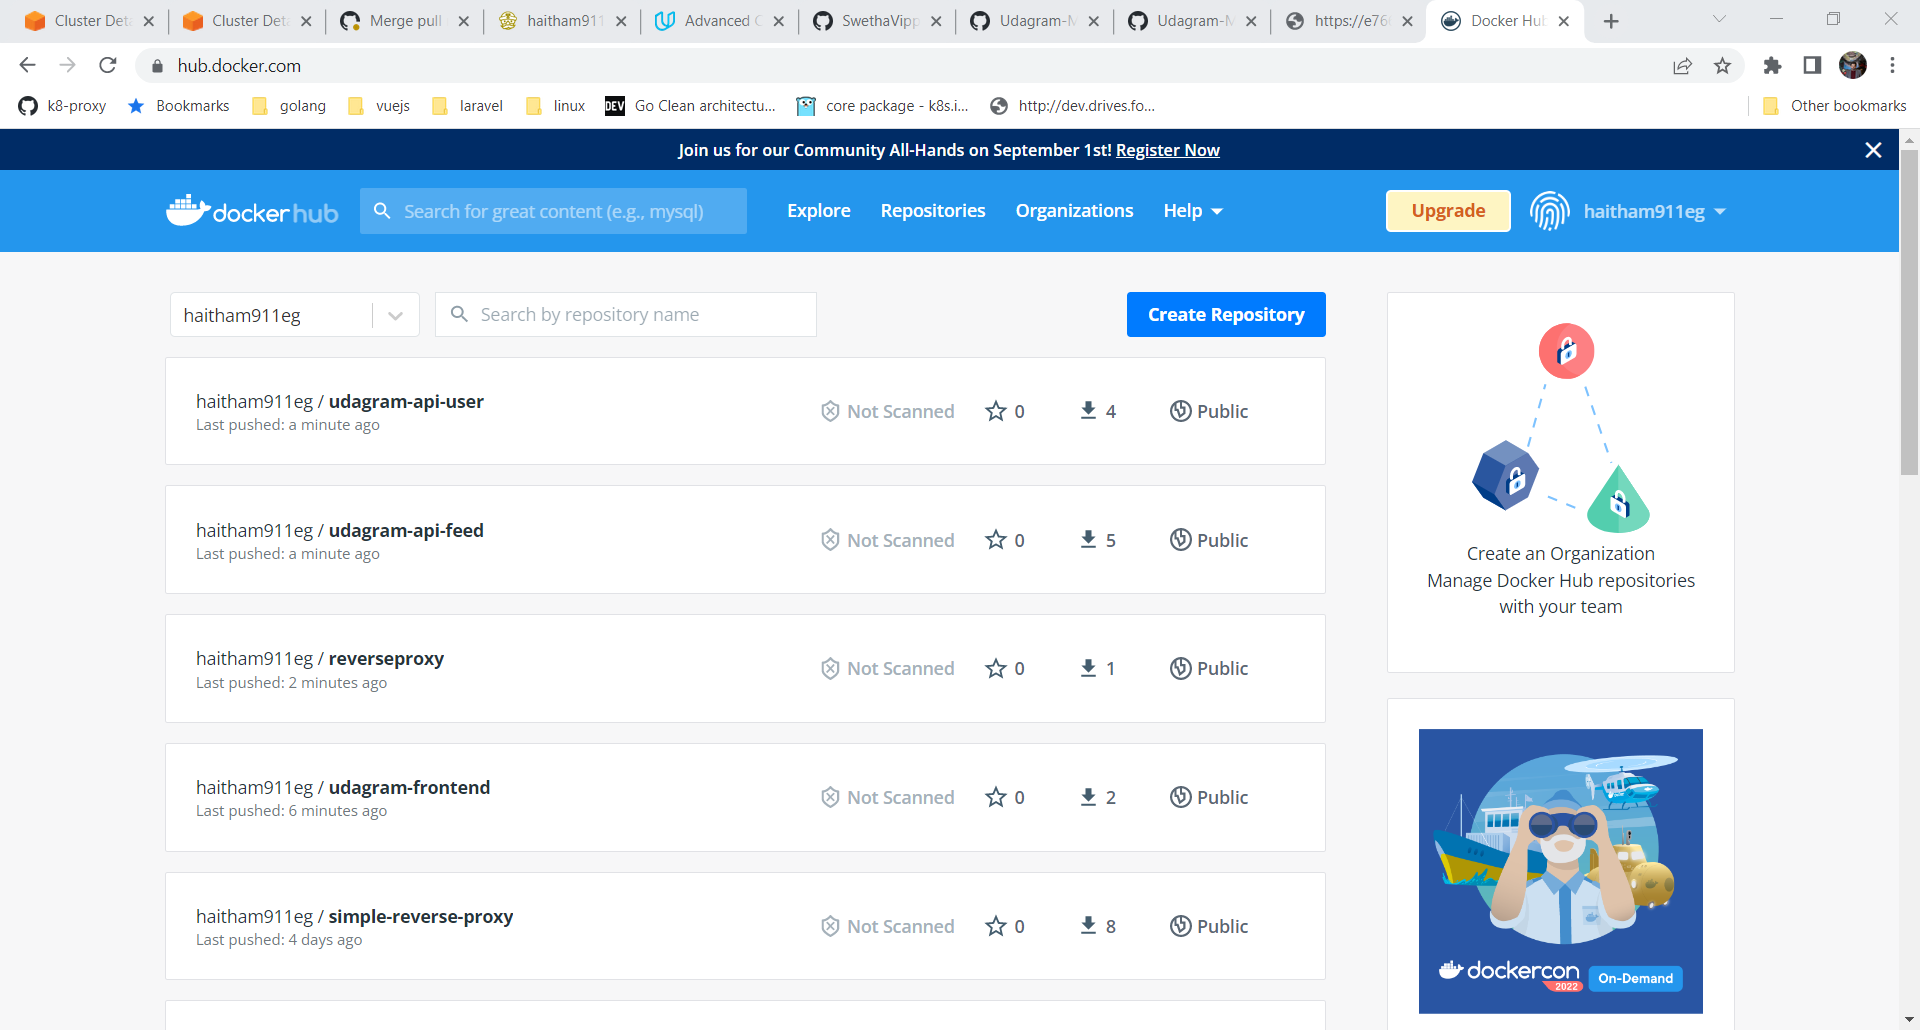 Cluster Deta
Cluster Deta
Merge pull
haitham911
Advanced C
SwethaVipp
Udagram-M
Udagram-M
https://e76
Docker Hub
hub.docker.com
k8-proxy
Bookmarks
golang
vuejs
laravel
linux
DEV
Go Clean architectu...
core package - k8s.i...
http://dev.drives.fo...
Other bookmarks
Join us for our Community All-Hands on September 1st! Register Now
docker hub
Search for great content (e.g., mysql)
Explore
Repositories
Organizations
Help
Upgrade
haitham911eg
haitham911eg
Search by repository name
Create Repository
haitham911eg / udagram-api-user
Last pushed: a minute ago
Not Scanned
0
4
Public
haitham911eg / udagram-api-feed
Last pushed: a minute ago
Not Scanned
0
5
Public
haitham911eg / reverseproxy
Last pushed: 2 minutes ago
Not Scanned
0
1
Public
haitham911eg / udagram-frontend
Last pushed: 6 minutes ago
Not Scanned
0
2
Public
haitham911eg / simple-reverse-proxy
Last pushed: 4 days ago
Not Scanned
0
8
Public
Create an Organization
Manage Docker Hub repositories
with your team
dockercon
2022
On-Demand